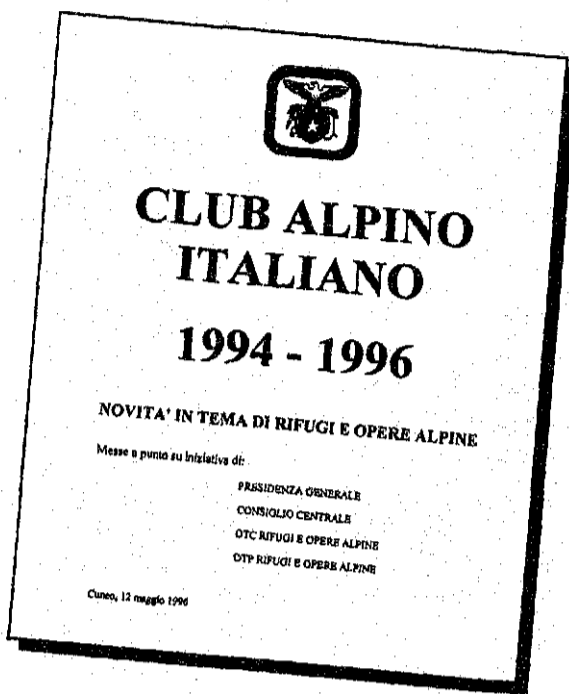 CLUB ALPINO
ITALIANO
1994 - 1996
NOVITA' IN TEMA DI RIFUGI E OPERE ALPINE
Messe a punto su iniziativa di:
PRESIDENZA GENERALE
CONSIGLIO CENTRALE
OTC RIFUGI E OPERE ALPINE
OTP RIFUGI E OPERE ALPINE
Cuneo, 12 maggio 1996